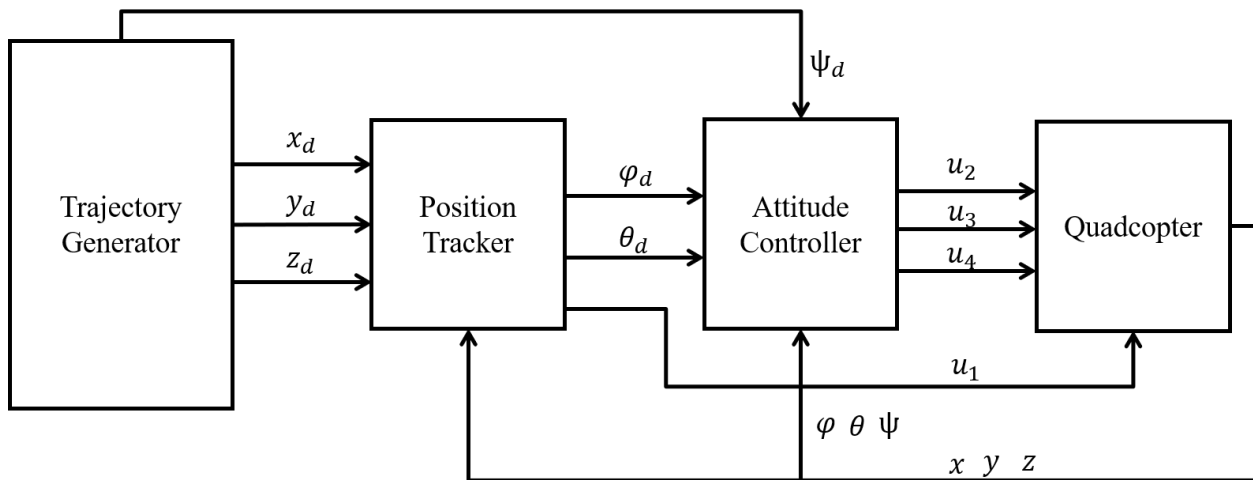 ψ_d
x_d
y_d
z_d
Trajectory
Generator
Position
Tracker
φ_d
θ_d
Attitude
Controller
u_2
u_3
u_4
Quadcopter
u_1
φ θ ψ
x y z